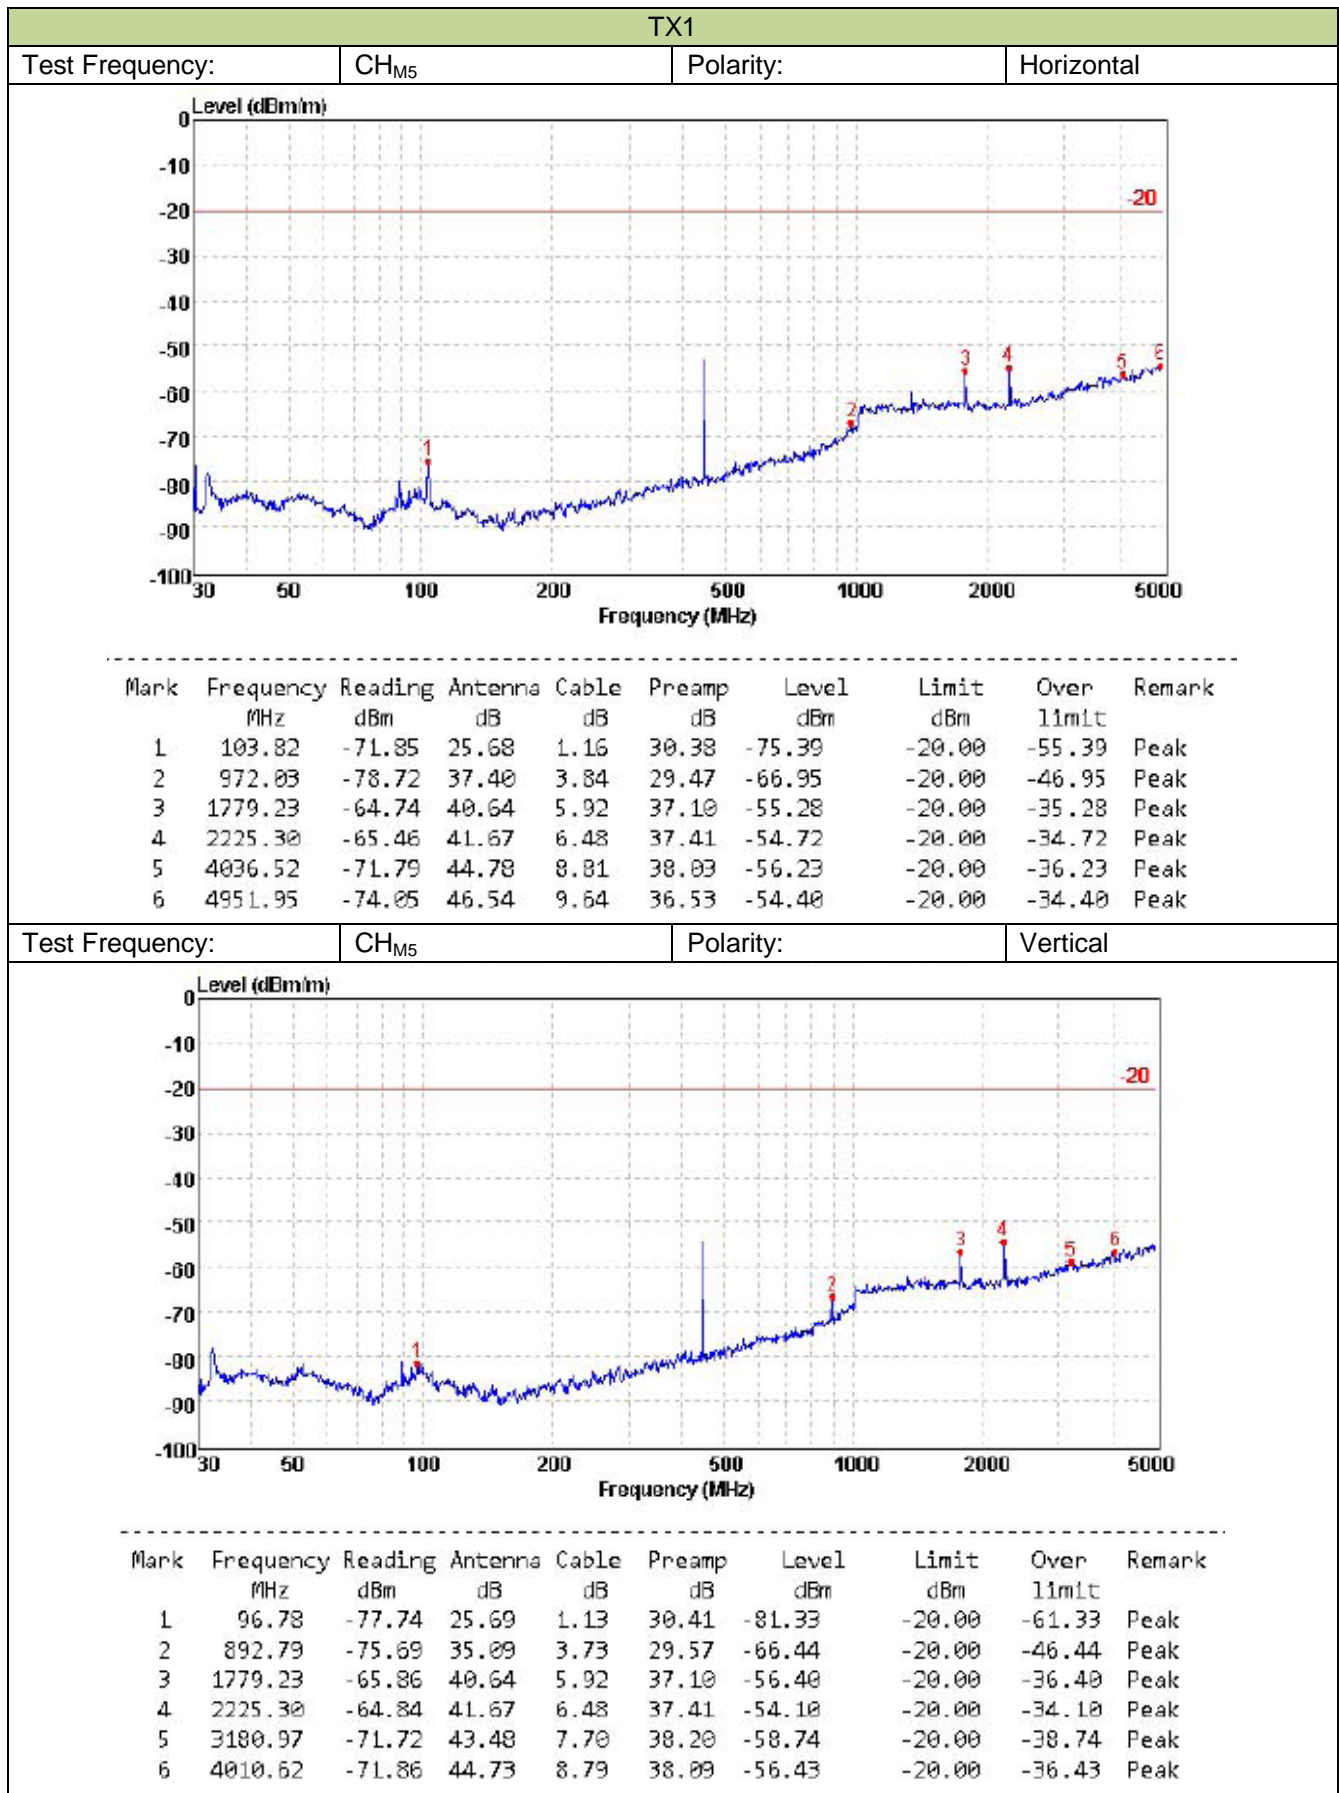 TX1
Test Frequency: CHM5 Polarity: Horizontal
Level (dBm/m)
0
-10
-20
-20
-30
-40
-50
-60
-70
-80
-90
-100
1 2 3 4 5 6
30 50 100 200 500 1000 2000 5000
Frequency (MHz)
Mark Frequency Reading Antenna Cable Preamp Level Limit Over Remark
MHz dBm dB dB dB dBm dBm limit
1 103.82 -71.85 25.68 1.16 30.38 -75.39 -20.00 -55.39 Peak
2 972.03 -78.72 37.40 3.84 29.47 -66.95 -20.00 -46.95 Peak
3 1779.23 -64.74 40.64 5.92 37.10 -55.28 -20.00 -35.28 Peak
4 2225.30 -65.46 41.67 6.48 37.41 -54.72 -20.00 -34.72 Peak
5 4036.52 -71.79 44.78 8.81 38.03 -56.23 -20.00 -36.23 Peak
6 4951.95 -74.05 46.54 9.64 36.53 -54.40 -20.00 -34.40 Peak
Test Frequency: CHM5 Polarity: Vertical
Level (dBm/m)
0
-10
-20
-20
-30
-40
-50
-60
-70
-80
-90
-100
1 2 3 4 5 6
30 50 100 200 500 1000 2000 5000
Frequency (MHz)
Mark Frequency Reading Antenna Cable Preamp Level Limit Over Remark
MHz dBm dB dB dB dBm dBm limit
1 96.78 -77.74 25.69 1.13 30.41 -81.33 -20.00 -61.33 Peak
2 892.79 -75.69 35.09 3.73 29.57 -66.44 -20.00 -46.44 Peak
3 1779.23 -65.86 40.64 5.92 37.10 -56.40 -20.00 -36.40 Peak
4 2225.30 -64.84 41.67 6.48 37.41 -54.10 -20.00 -34.10 Peak
5 3180.97 -71.72 43.48 7.70 38.20 -58.74 -20.00 -38.74 Peak
6 4010.62 -71.86 44.73 8.79 38.09 -56.43 -20.00 -36.43 Peak